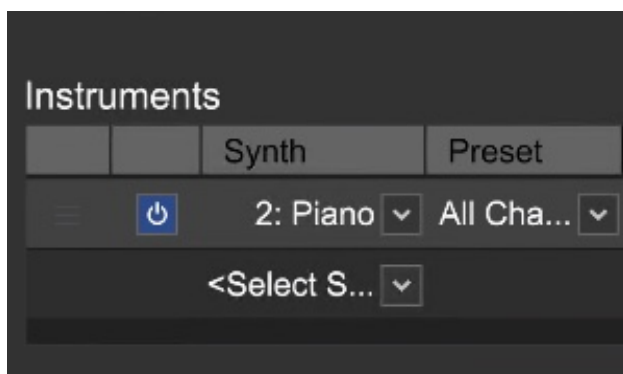 Instruments
Synth Preset
2: Piano All Cha...
<Select S...